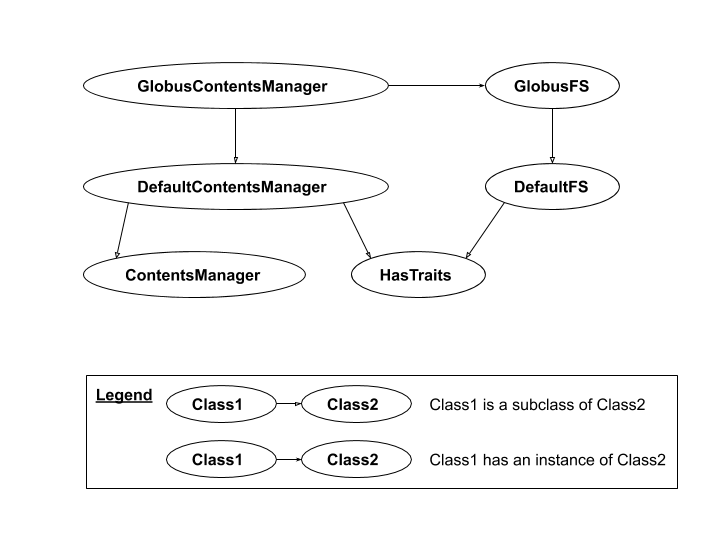 GlobusContentsManager
GlobusFS
DefaultContentsManager
DefaultFS
ContentsManager
HasTraits
Legend
Class1
Class2
Class1 is a subclass of Class2
Class1
Class2
Class1 has an instance of Class2